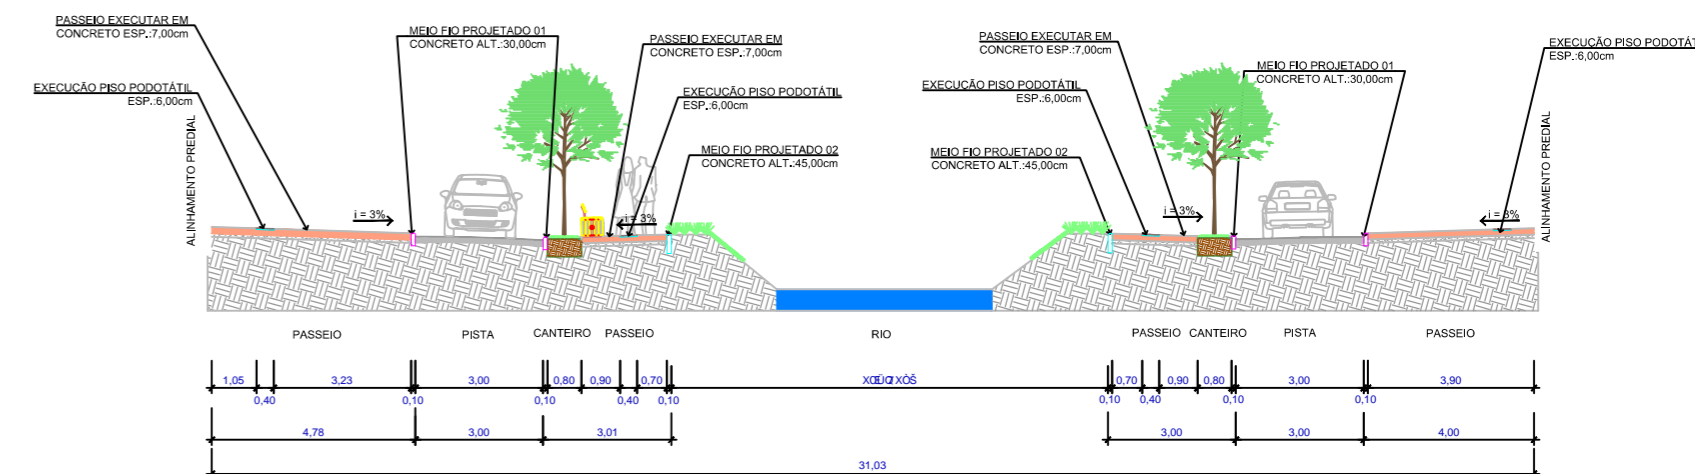 PASSEIO EXECUTAR EM
CONCRETO ESP.:7,00cm
EXECUÇÃO PISO PODOTÁTIL
ESP.:6,00cm
ALINHAMENTO PREDIAL
MEIO FIO PROJETADO 01
CONCRETO ALT.:30,00cm
PASSEIO EXECUTAR EM
CONCRETO ESP.:7,00cm
EXECUÇÃO PISO PODOTÁTIL
ESP.:6,00cm
MEIO FIO PROJETADO 02
CONCRETO ALT.:45,00cm
i = 3%
i = 3%
PASSEIO EXECUTAR EM
CONCRETO ESP.:7,00cm
EXECUÇÃO PISO PODOTÁTIL
ESP.:6,00cm
MEIO FIO PROJETADO 02
CONCRETO ALT.:45,00cm
MEIO FIO PROJETADO 01
CONCRETO ALT.:30,00cm
EXECUÇÃO PISO PODOTÁT
ESP.:6,00cm
ALINHAMENTO PREDIAL
i = 3%
i = 3%
PASSEIO PISTA CANTEIRO PASSEIO RIO PASSEIO CANTEIRO PISTA PASSEIO
1,05 3,23 3,00 0,80 0,90 0,70 0,70 0,90 0,80 3,00 3,90
0,40 0,10 0,10 0,40 0,10 0,10 0,40 0,10 0,10
4,78 3,00 3,01 3,00 3,00 4,00
31,03